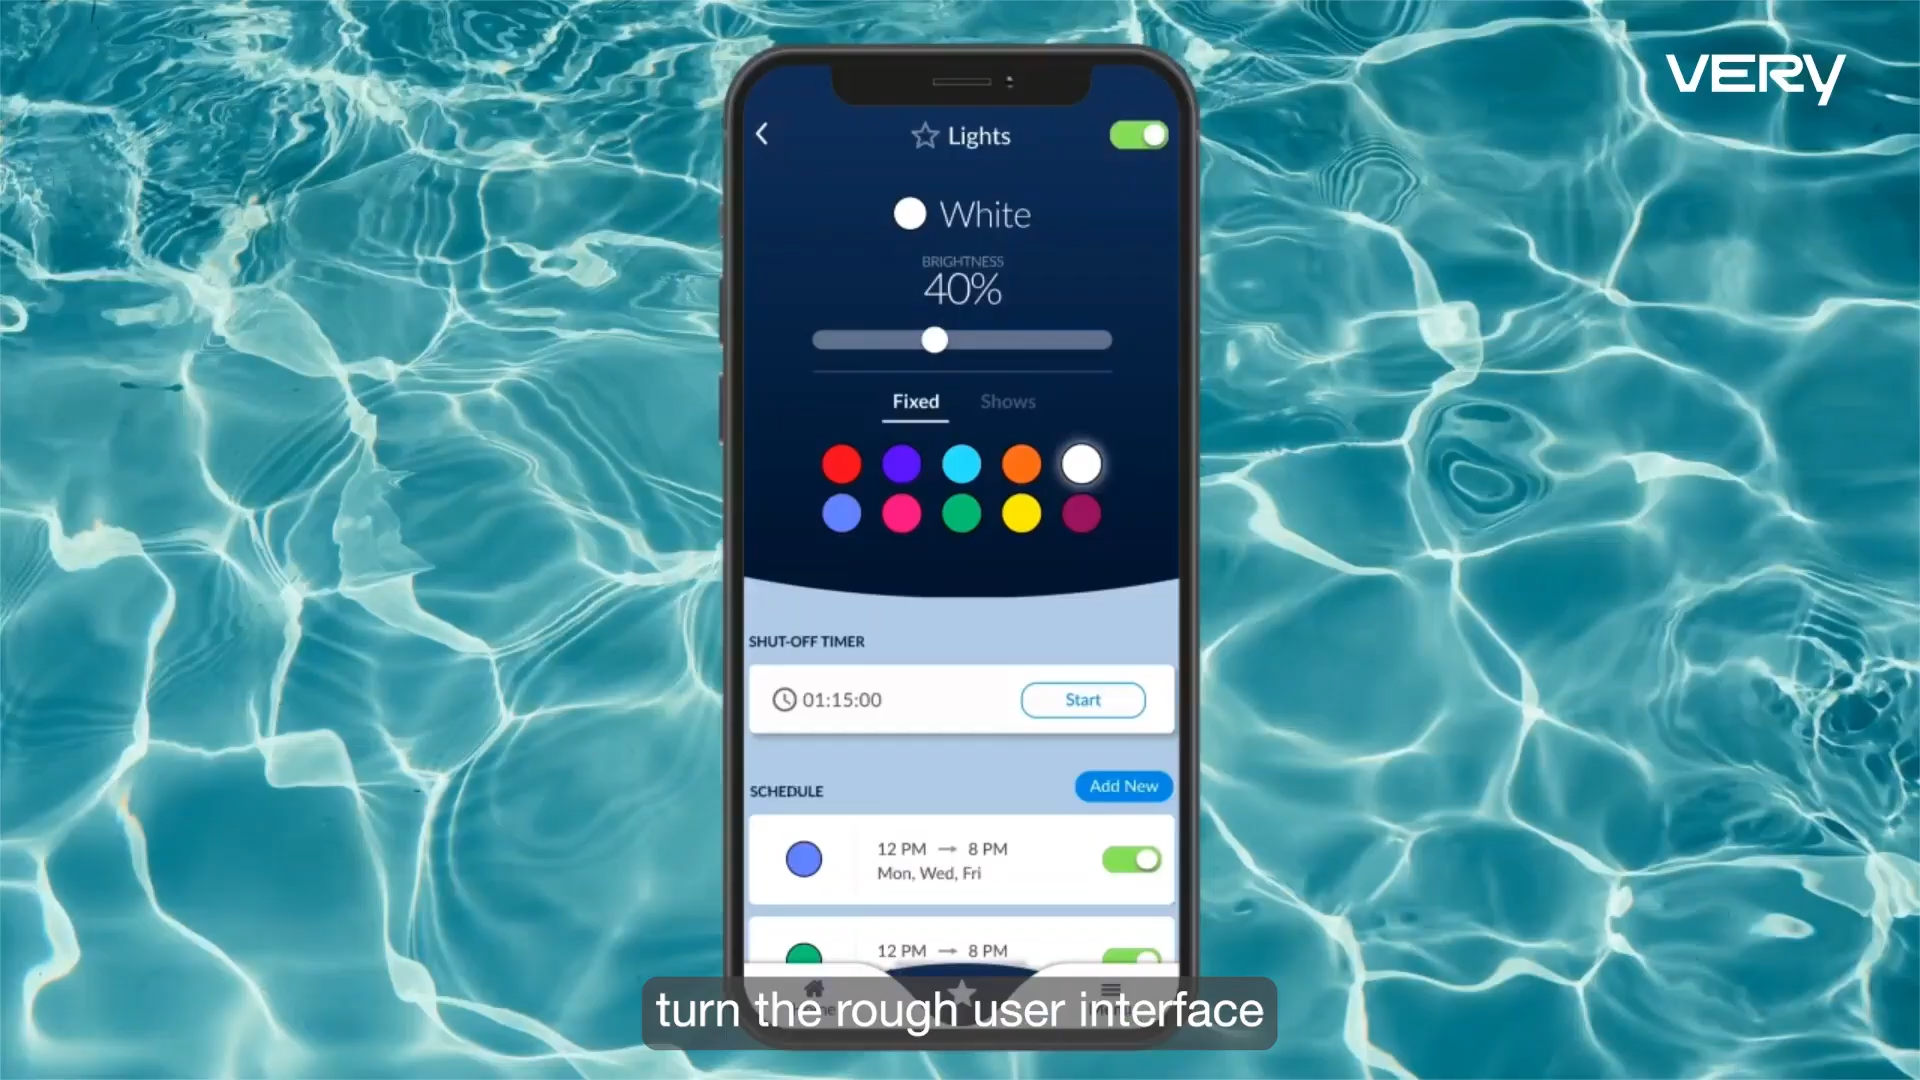 VERY
Lights
White
BRIGHTNESS
40%
Fixed Shows
SHUT-OFF TIMER
01:15:00 Start
SCHEDULE Add New
12 PM → 8 PM
Mon, Wed, Fri
12 PM → 8 PM
turn the rough user interface